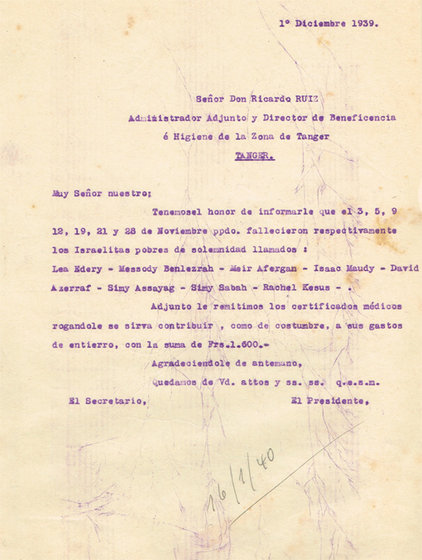 1º Diciembre 1939.
Señor Don Ricardo RUIZ
Administrador Adjunto y Director de Beneficencia
é Higiene de la Zona de Tanger
TANGER.
Muy Señor nuestro;
Tenemosel honor de informarle que el 3, 5, 9
12, 19, 21 y 28 de Noviembre ppdo. fallecieron respectivamente
los Israelitas pobres de solemnidad llamados :
Lea Edery - Messody Benlezrah - Meir Afergan - Isaac Maudy - David
Azerraf - Simy Assayag - Simy Sabah - Rachel Kesus - .
Adjunto le remitimos los certificados médicos
rogandole se sirva contribuir , como de costumbre, a sus gastos
de entierro, con la suma de Frs.1.600.-
Agradeciendole de antemano,
Quedamos de Vd. attos y ss. ss. q.e.s.m.
El Secretario, El Presidente,
16/1/40